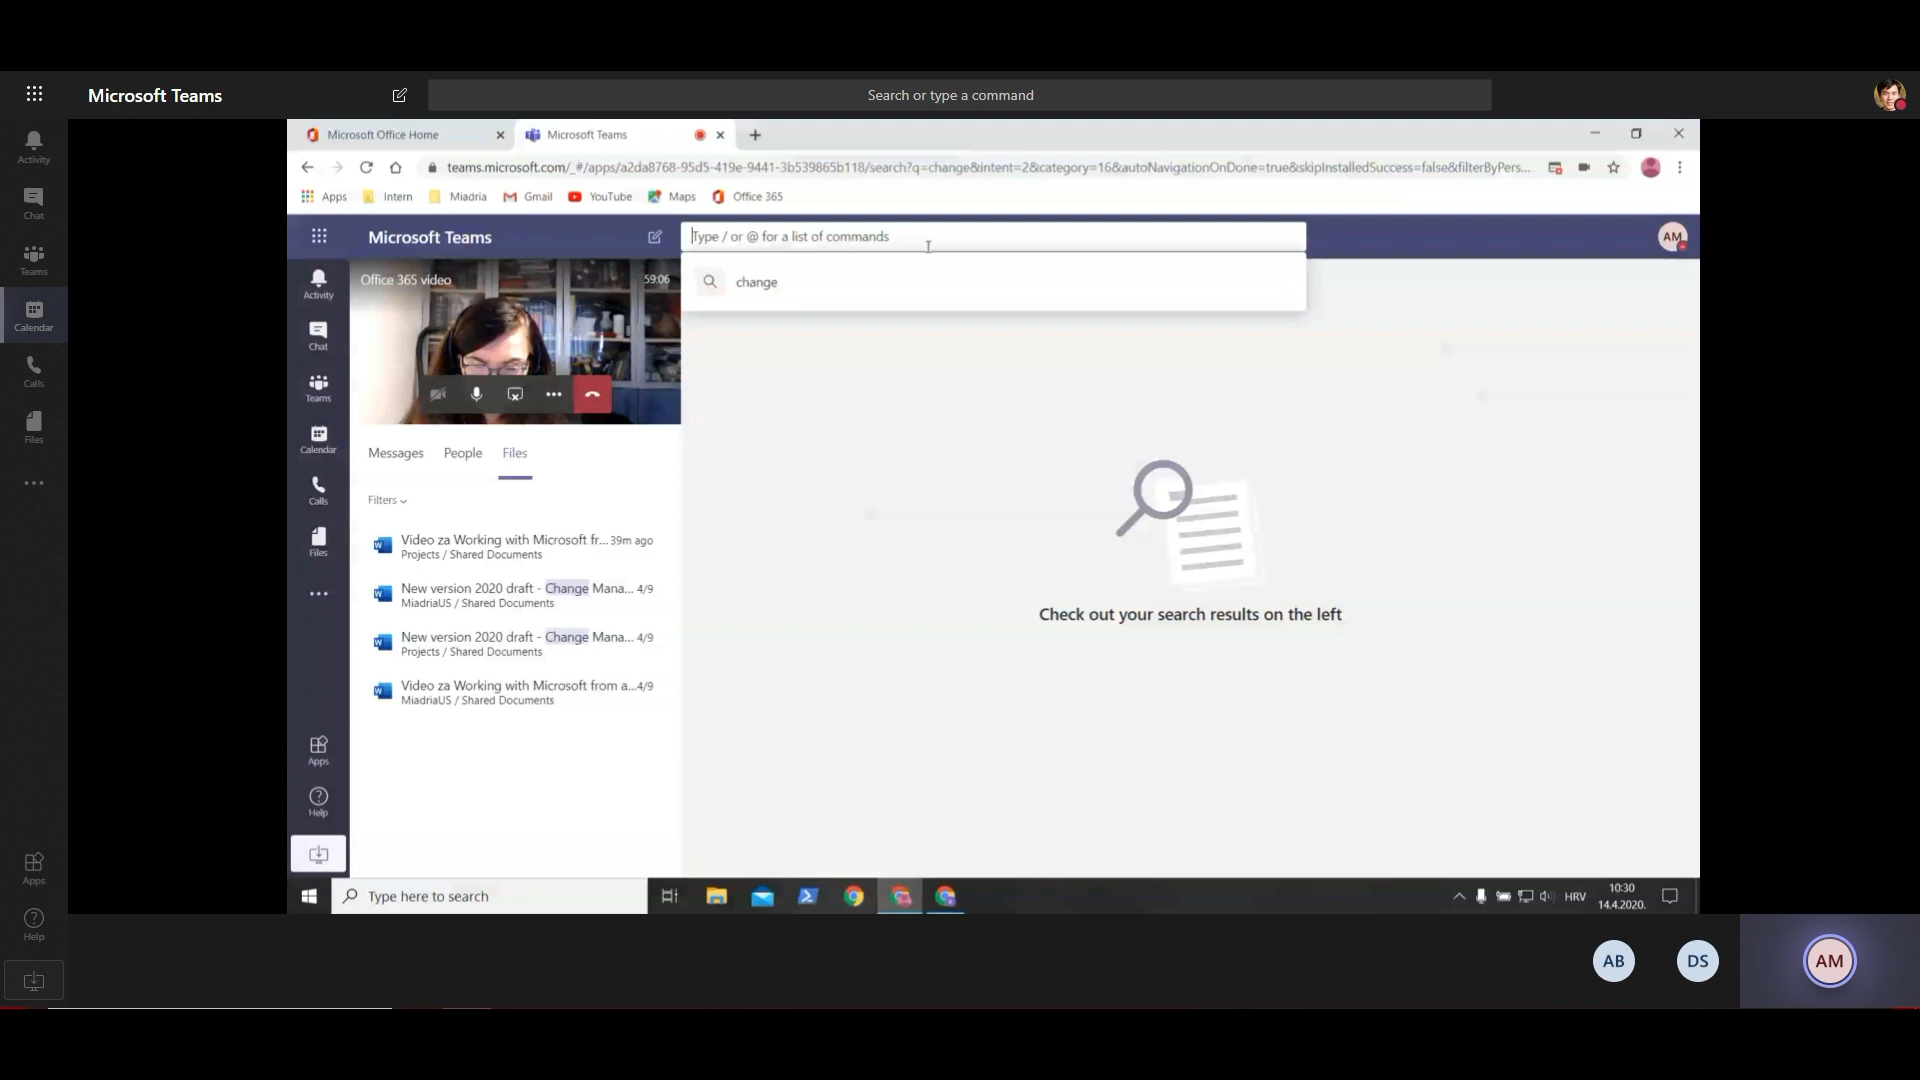 Microsoft Teams
Search or type a command
Activity
Chat
Teams
Calendar
Calls
Files
Apps
Help
Microsoft Office Home
Microsoft Teams
teams.microsoft.com/_#/apps/a2da8768-95d5-419e-9441-3b539865b118/search?q=change&intent=2&category=16&autoNavigationOnDone=true&skipInstalledSuccess=false&filterByPers...
Apps
Intern
Miadria
Gmail
YouTube
Maps
Office 365
Microsoft Teams
Type / or @ for a list of commands
AM
change
Activity
Chat
Teams
Calendar
Calls
Files
Apps
Help
Office 365 video
59:06
Messages
People
Files
Filters
Video za Working with Microsoft fr... 39m ago
Projects / Shared Documents
New version 2020 draft - Change Mana... 4/9
MiadriaUS / Shared Documents
New version 2020 draft - Change Mana... 4/9
Projects / Shared Documents
Video za Working with Microsoft from a...4/9
MiadriaUS / Shared Documents
Check out your search results on the left
Type here to search
HRV
10:30
14.4.2020.
AB
DS
AM